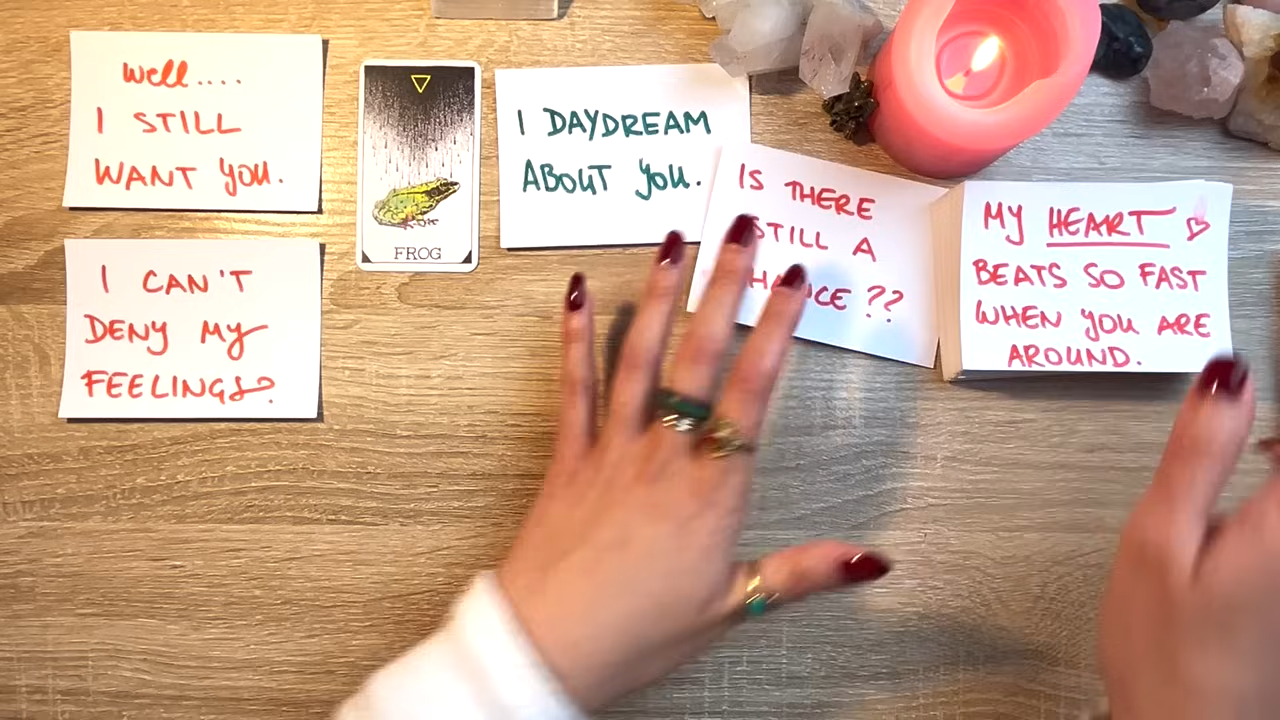 Well....
I STILL
WANT YOU.
I CAN'T
DENY MY
FEELINGS.
FROG
I DAYDREAM
ABOUT YOU.
IS THERE
STILL A
CHANCE ??
MY HEART
BEATS SO FAST
WHEN YOU ARE
AROUND.